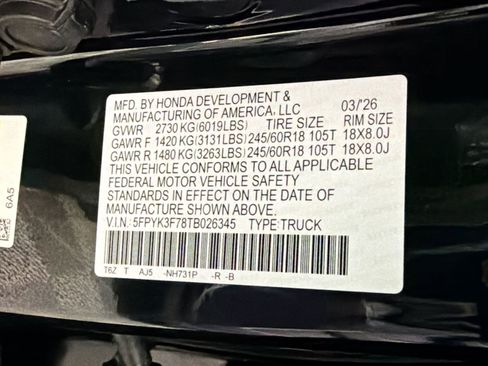 MFD. BY HONDA DEVELOPMENT &
MANUFACTURING OF AMERICA, LLC 03/'26
GVWR 2730 KG(6019LBS) TIRE SIZE RIM SIZE
GAWR F 1420 KG(3131LBS) 245/60R18 105T 18X8.0J
GAWR R 1480 KG(3263LBS) 245/60R18 105T 18X8.0J
THIS VEHICLE CONFORMS TO ALL APPLICABLE
FEDERAL MOTOR VEHICLE SAFETY
STANDARDS IN EFFECT ON THE DATE OF
MANUFACTURE SHOWN ABOVE.
V.I.N.: 5FPYK3F78TB026345 TYPE:TRUCK
T6Z T AJ5 -NH731P -R -B
6A5